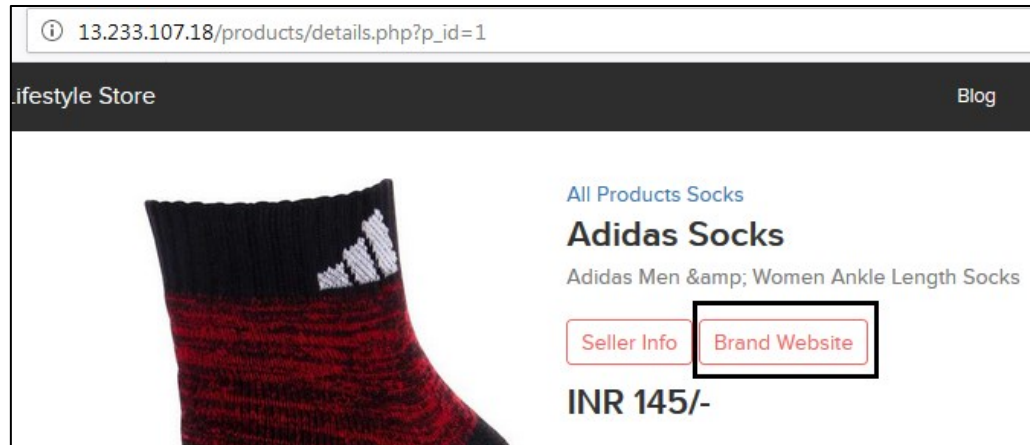 13.233.107.18/products/details.php?p_id=1
ifestyle Store
Blog
All Products Socks
Adidas Socks
Adidas Men &amp; Women Ankle Length Socks
Seller Info
Brand Website
INR 145/-